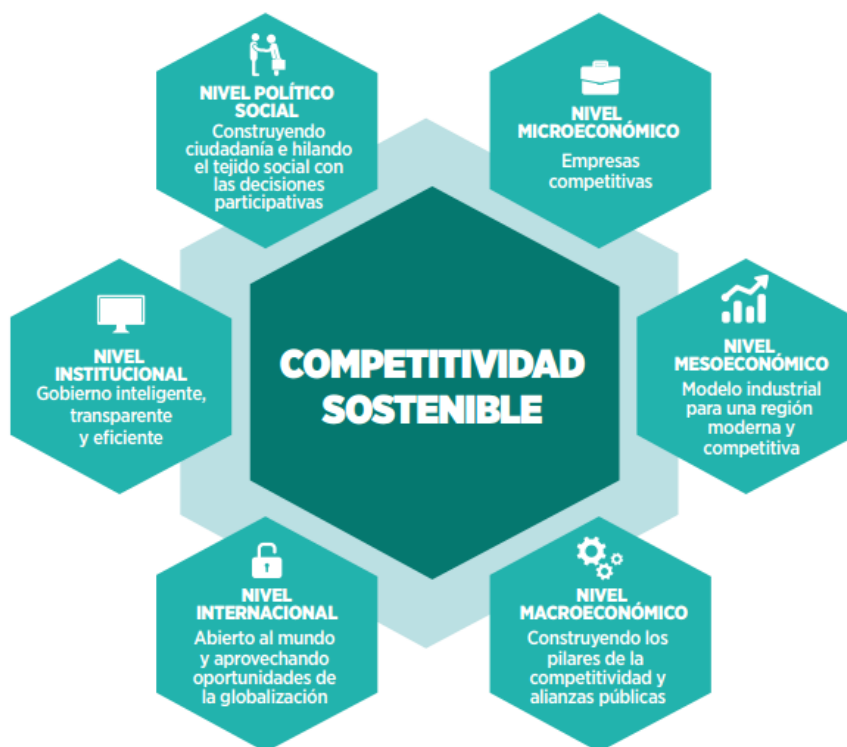 NIVEL POLÍTICO
SOCIAL
Construyendo
ciudadanía e hilando
el tejido social con
las decisiones
participativas
NIVEL
MICROECONÓMICO
Empresas
competitivas
NIVEL
INSTITUCIONAL
Gobierno inteligente,
transparente
y eficiente
COMPETITIVIDAD
SOSTENIBLE
NIVEL
MESOECONÓMICO
Modelo industrial
para una región
moderna y
competitiva
NIVEL
INTERNACIONAL
Abierto al mundo
y aprovechando
oportunidades de
la globalización
NIVEL
MACROECONÓMICO
Construyendo los
pilares de la
competitividad y
alianzas públicas